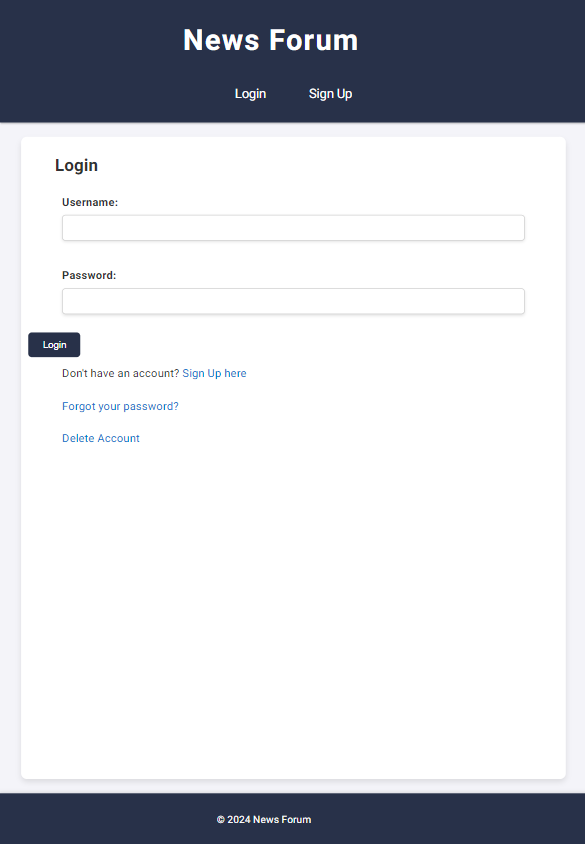 News Forum
Login Sign Up
Login
Username:
Password:
Login
Don't have an account? Sign Up here
Forgot your password?
Delete Account
© 2024 News Forum